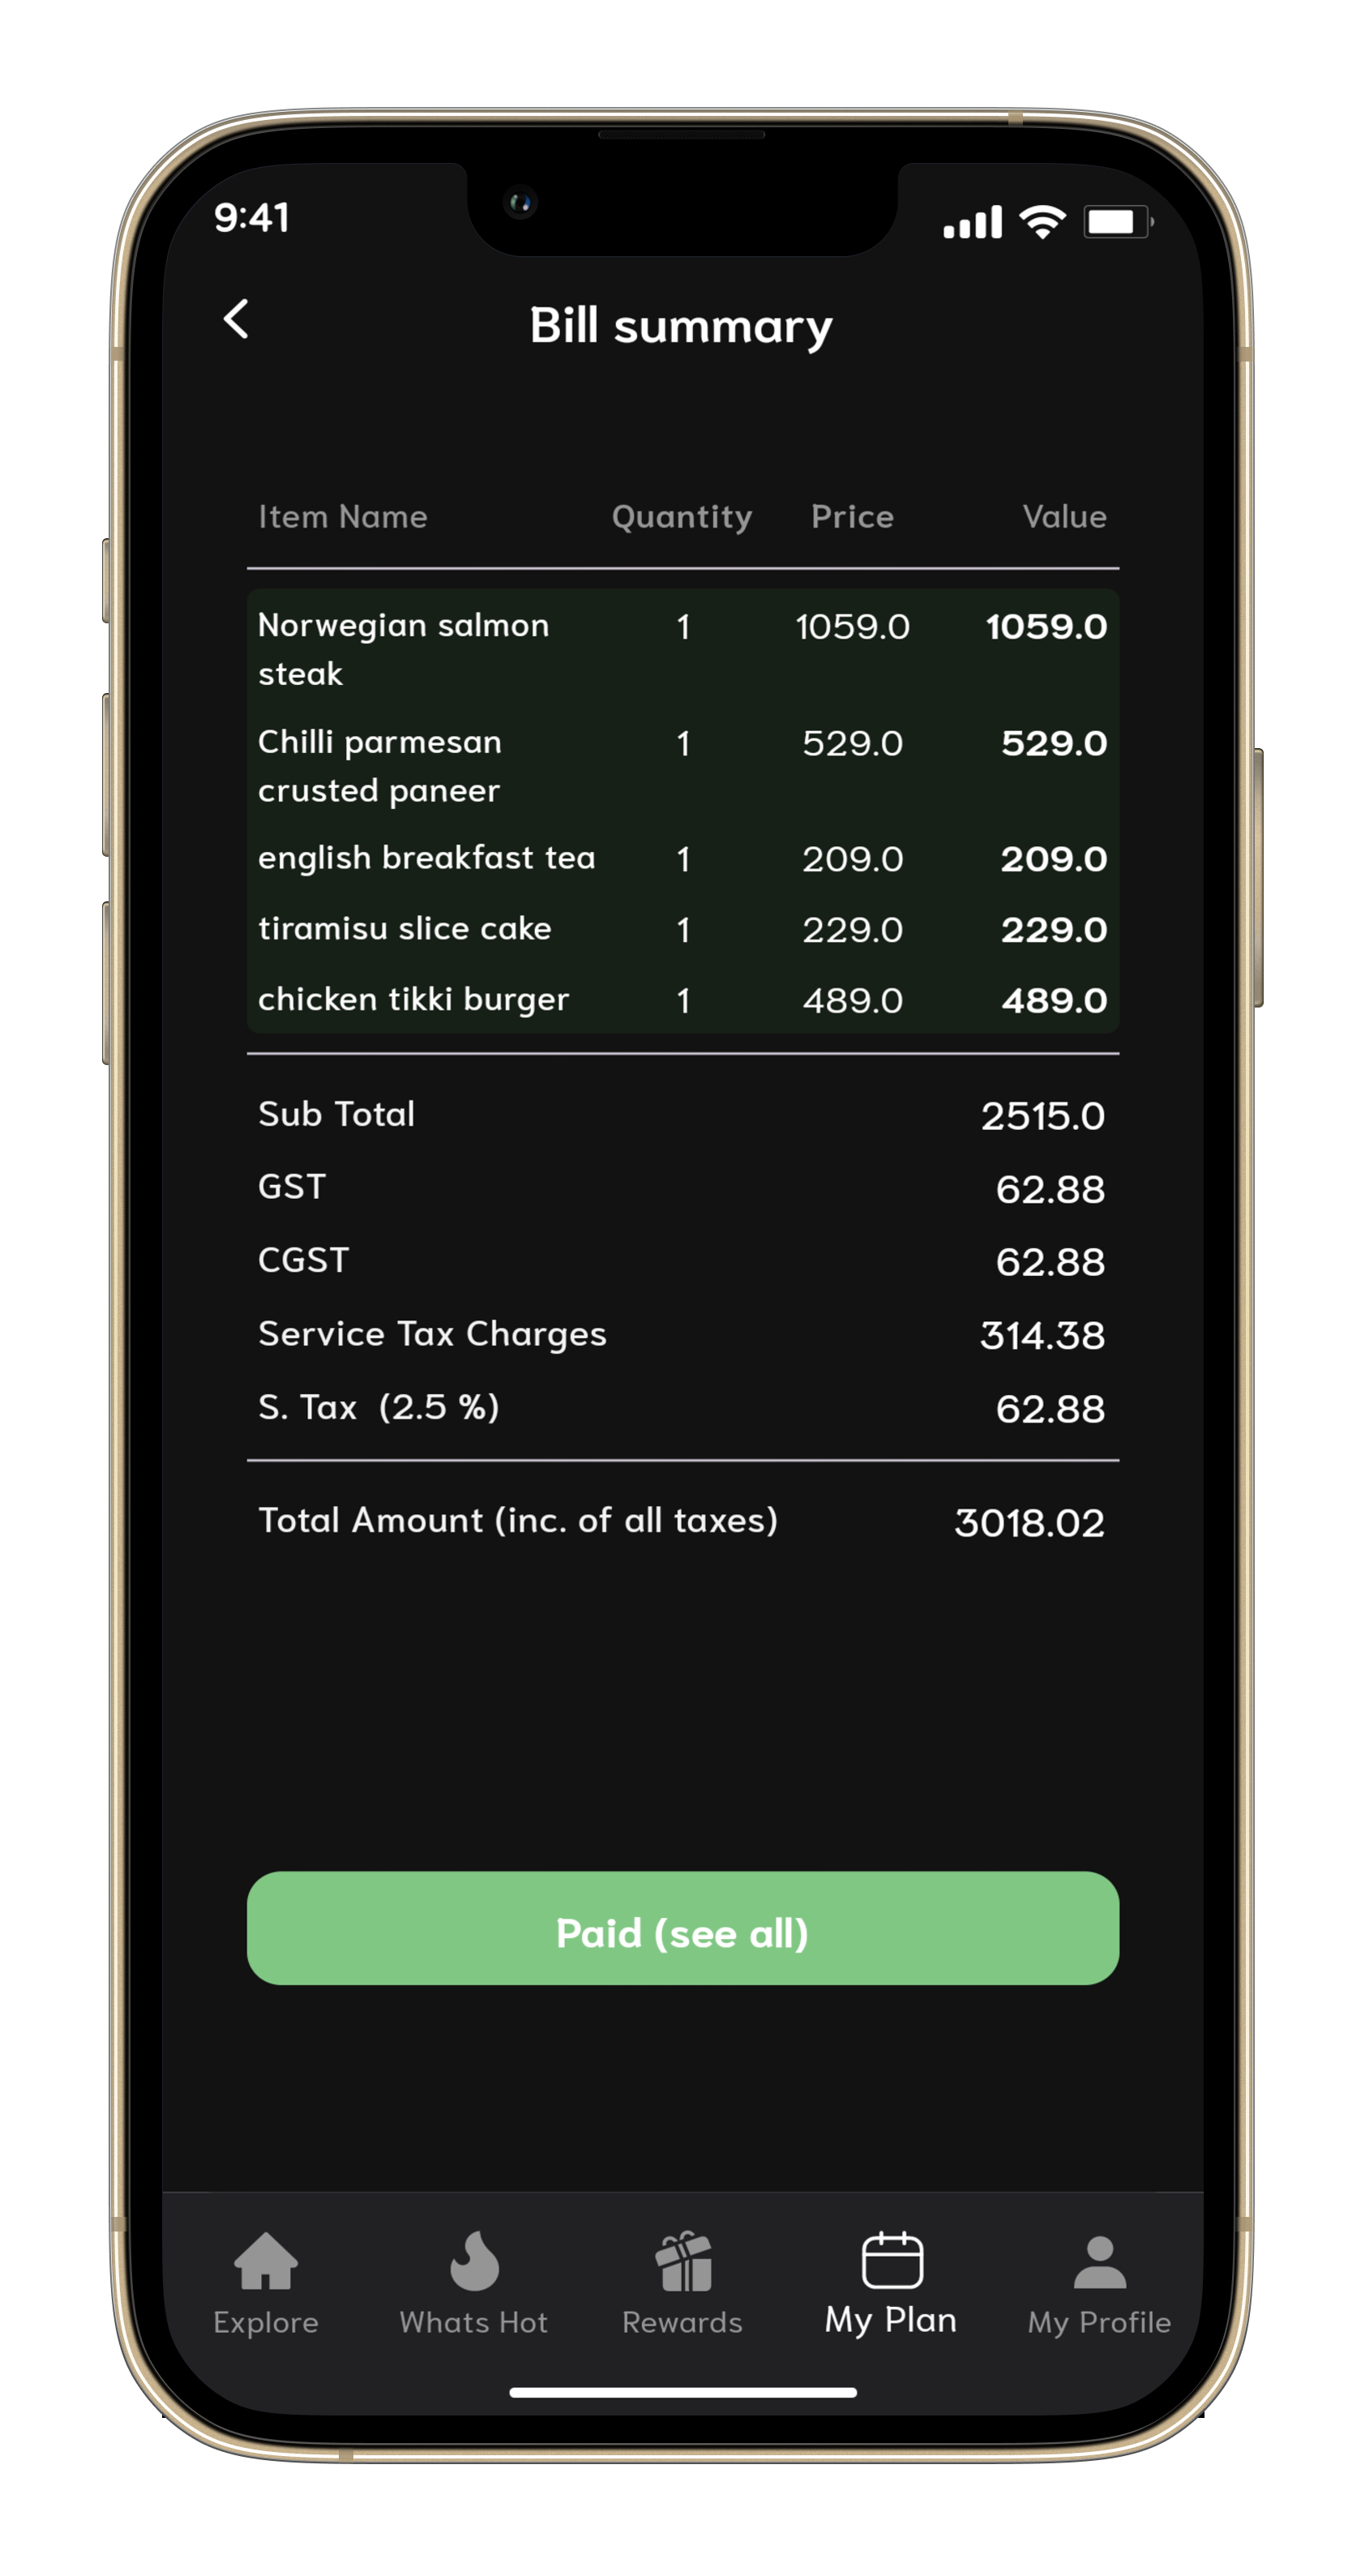 9:41
Bill summary
Item Name Quantity Price Value
Norwegian salmon 1 1059.0 1059.0
steak
Chilli parmesan 1 529.0 529.0
crusted paneer
english breakfast tea 1 209.0 209.0
tiramisu slice cake 1 229.0 229.0
chicken tikki burger 1 489.0 489.0
Sub Total 2515.0
GST 62.88
CGST 62.88
Service Tax Charges 314.38
S. Tax (2.5 %) 62.88
Total Amount (inc. of all taxes) 3018.02
Paid (see all)
Explore Whats Hot Rewards My Plan My Profile